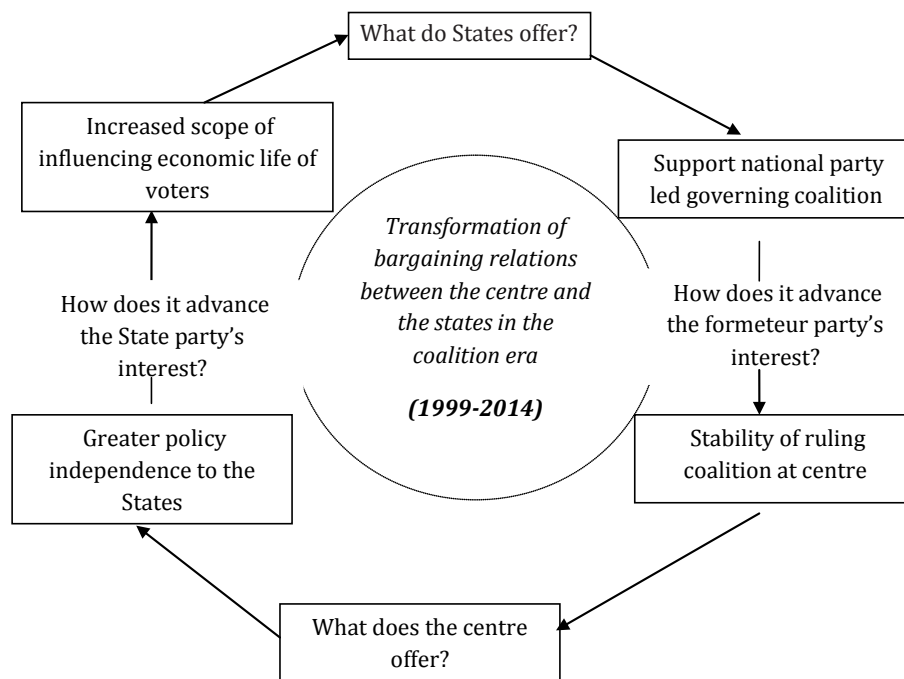 What do States offer?
Increased scope of
influencing economic life of
voters
Support national party
led governing coalition
Transformation of
bargaining relations
between the centre and
the states in the
coalition era
(1999-2014)
How does it advance
the State party's
interest?
How does it advance
the formeteur party's
interest?
Greater policy
independence to the
States
Stability of ruling
coalition at centre
What does the centre
offer?